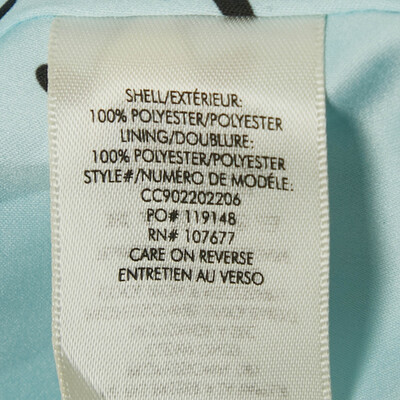 SHELL/EXTÉRIEUR:
100% POLYESTER/POLYESTER
LINING/DOUBLURE:
100% POLYESTER/POLYESTER
STYLE#/NUMÉRO DE MODÉLE:
CC902202206
PO# 119148
RN# 107677
CARE ON REVERSE
ENTRETIEN AU VERSO